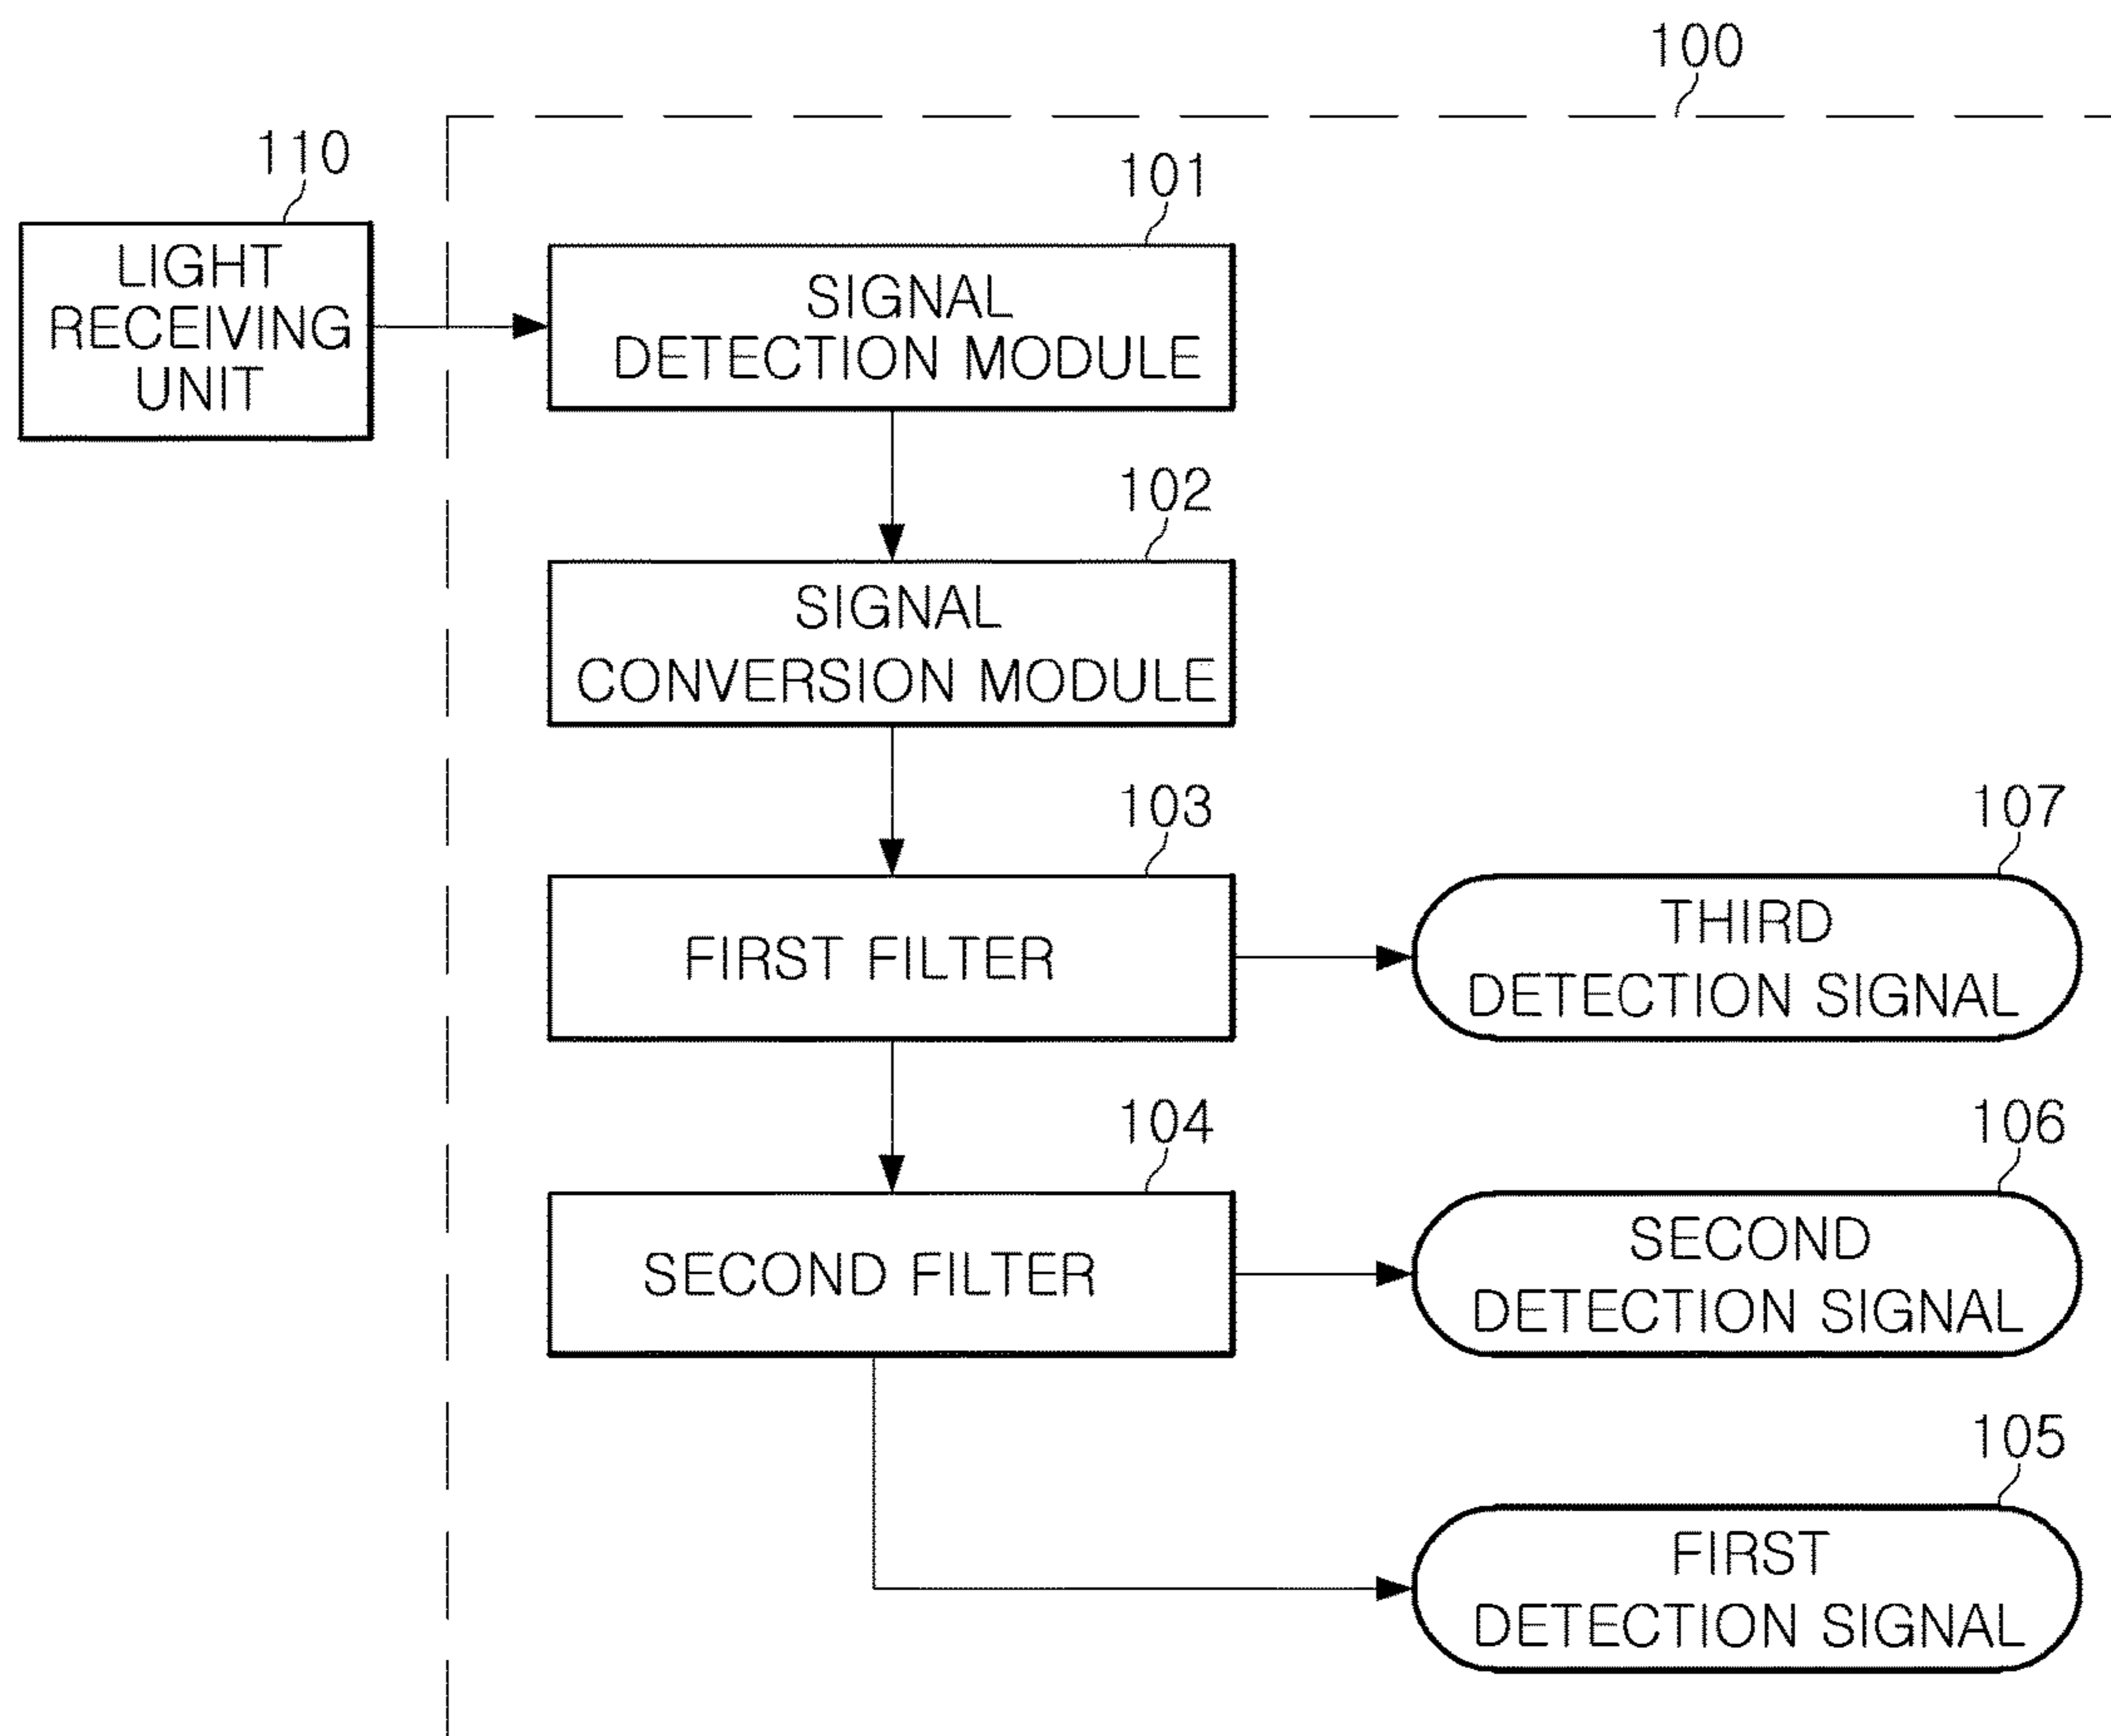 100
110
101
LIGHT
RECEIVING
UNIT
SIGNAL
DETECTION MODULE
102
SIGNAL
CONVERSION MODULE
103
107
FIRST FILTER
THIRD
DETECTION SIGNAL
104
106
SECOND FILTER
SECOND
DETECTION SIGNAL
105
FIRST
DETECTION SIGNAL